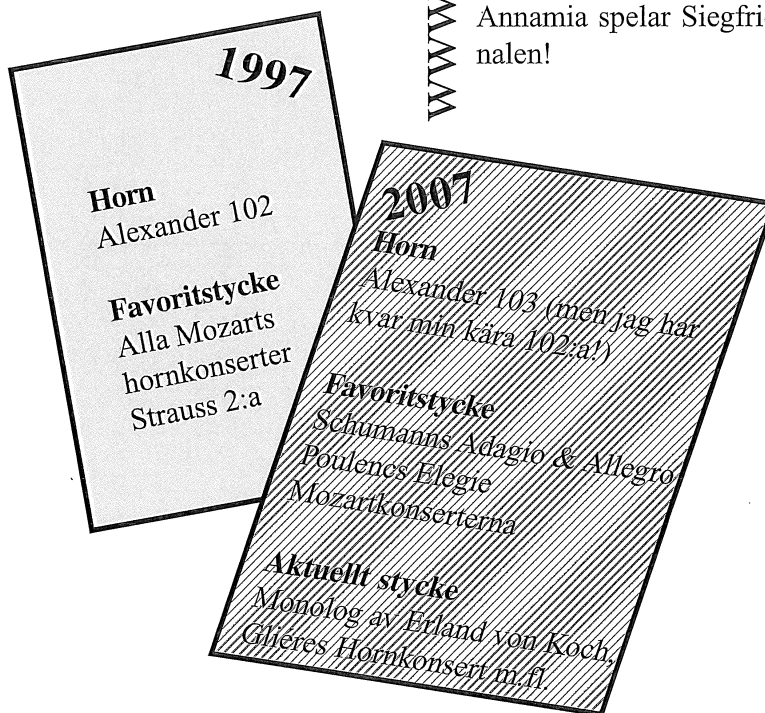 Annamia spelar Siegfri
nalen!
1997
Horn
Alexander 102
Favoritstycke
Alla Mozarts
hornkonserter
Strauss 2:a
2007
Horn
Alexander 103 (men jag har
kvar min kära 102:a!)
Favoritstycke
Schumanns Adagio & Allegro
Poulencs Elegie
Mozartkonserterna
Aktuellt stycke
Monolog av Erland von Koch,
Gliéres Hornkonsert m.fl.